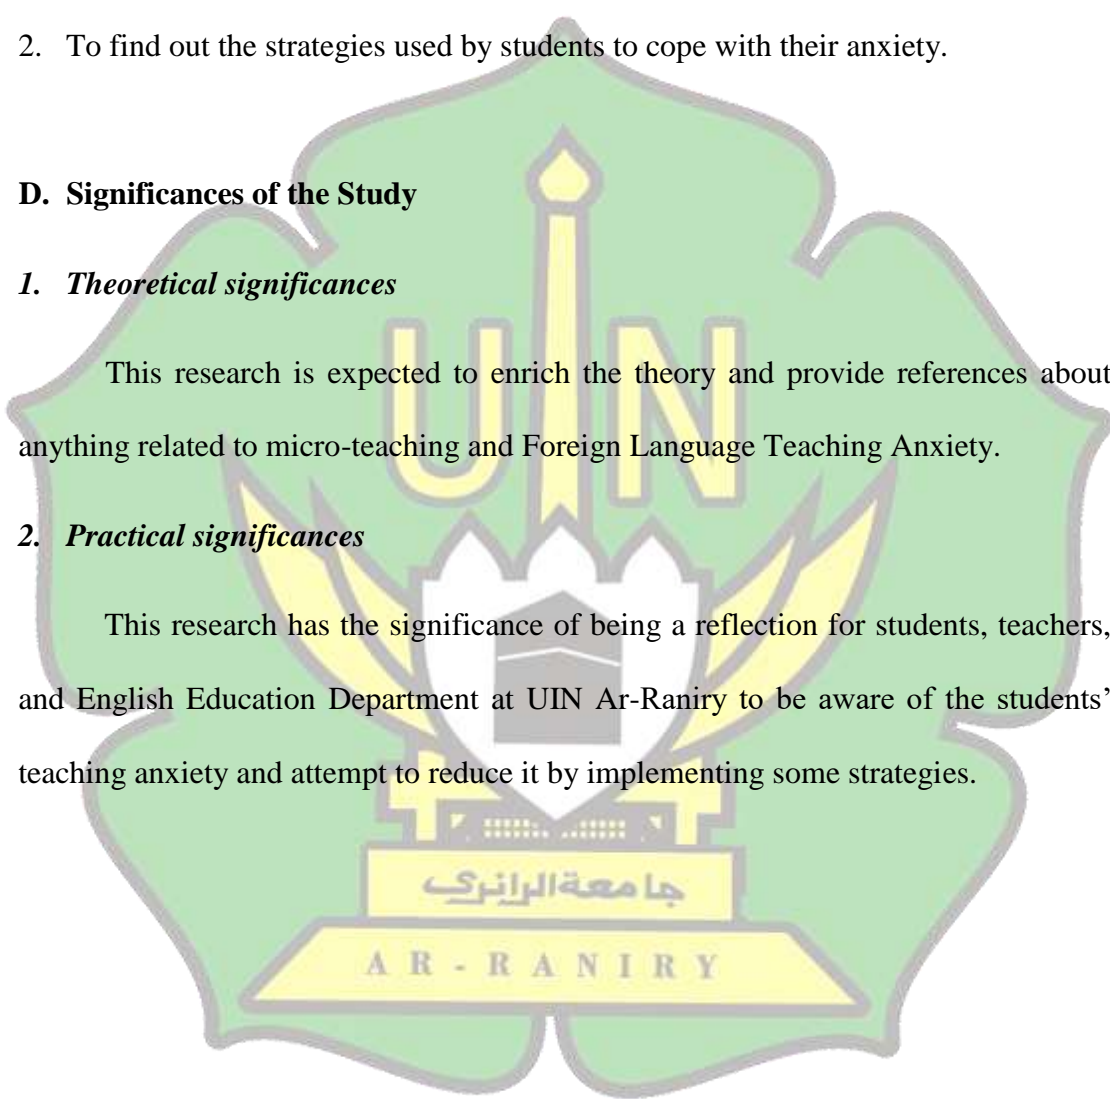 2. To find out the strategies used by students to cope with their anxiety.
D. Significances of the Study
1. Theoretical significances
This research is expected to enrich the theory and provide references about
anything related to micro-teaching and Foreign Language Teaching Anxiety.
2. Practical significances
This research has the significance of being a reflection for students, teachers,
and English Education Department at UIN Ar-Raniry to be aware of the students’
teaching anxiety and attempt to reduce it by implementing some strategies.
UIN
جامعةالرانري
AR-RANIRY